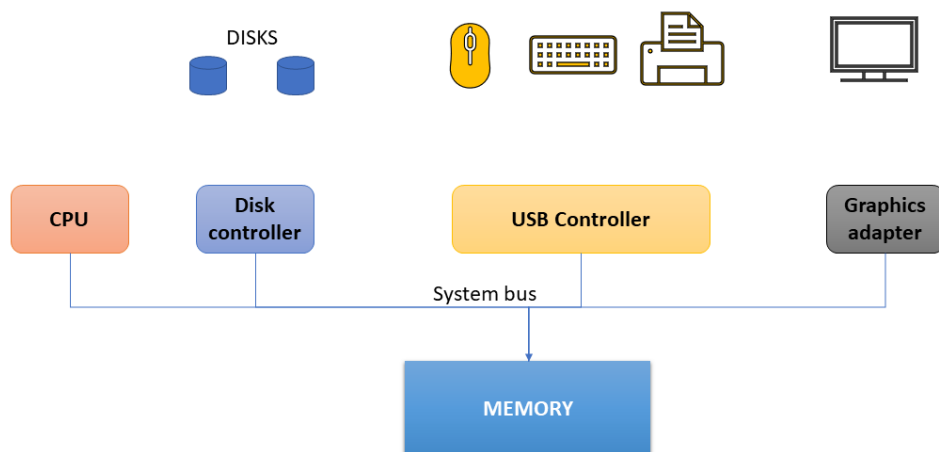 DISKS
CPU
Disk
controller
USB Controller
Graphics
adapter
System bus
MEMORY